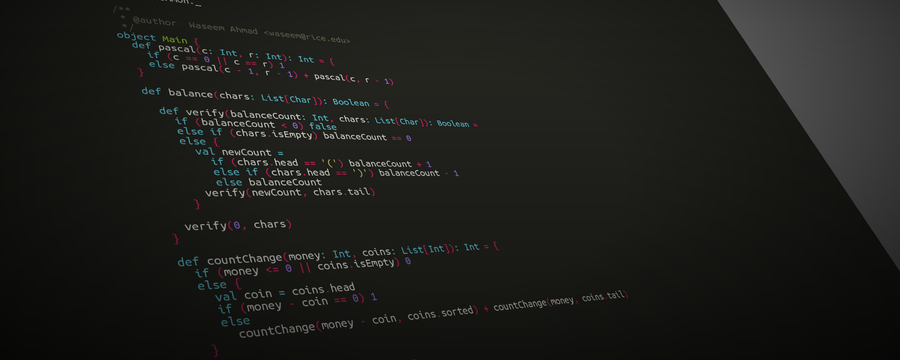 /**
* @author Waseem Ahmad <waseem@rice.edu>
*/
object Main {
def pascal(c: Int, r: Int): Int = {
if (c == 0 || c == r) 1
else pascal(c - 1, r - 1) + pascal(c, r - 1)
}
def balance(chars: List[Char]): Boolean = {
def verify(balanceCount: Int, chars: List[Char]): Boolean =
if (balanceCount < 0) false
else if (chars.isEmpty) balanceCount == 0
else {
val newCount =
if (chars.head == '(') balanceCount + 1
else if (chars.head == ')') balanceCount - 1
else balanceCount
verify(newCount, chars.tail)
}
verify(0, chars)
}
def countChange(money: Int, coins: List[Int]): Int = {
if (money <= 0 || coins.isEmpty) 0
else {
val coin = coins.head
if (money - coin == 0) 1
else
countChange(money - coin, coins.sorted) + countChange(money, coins.tail)
}